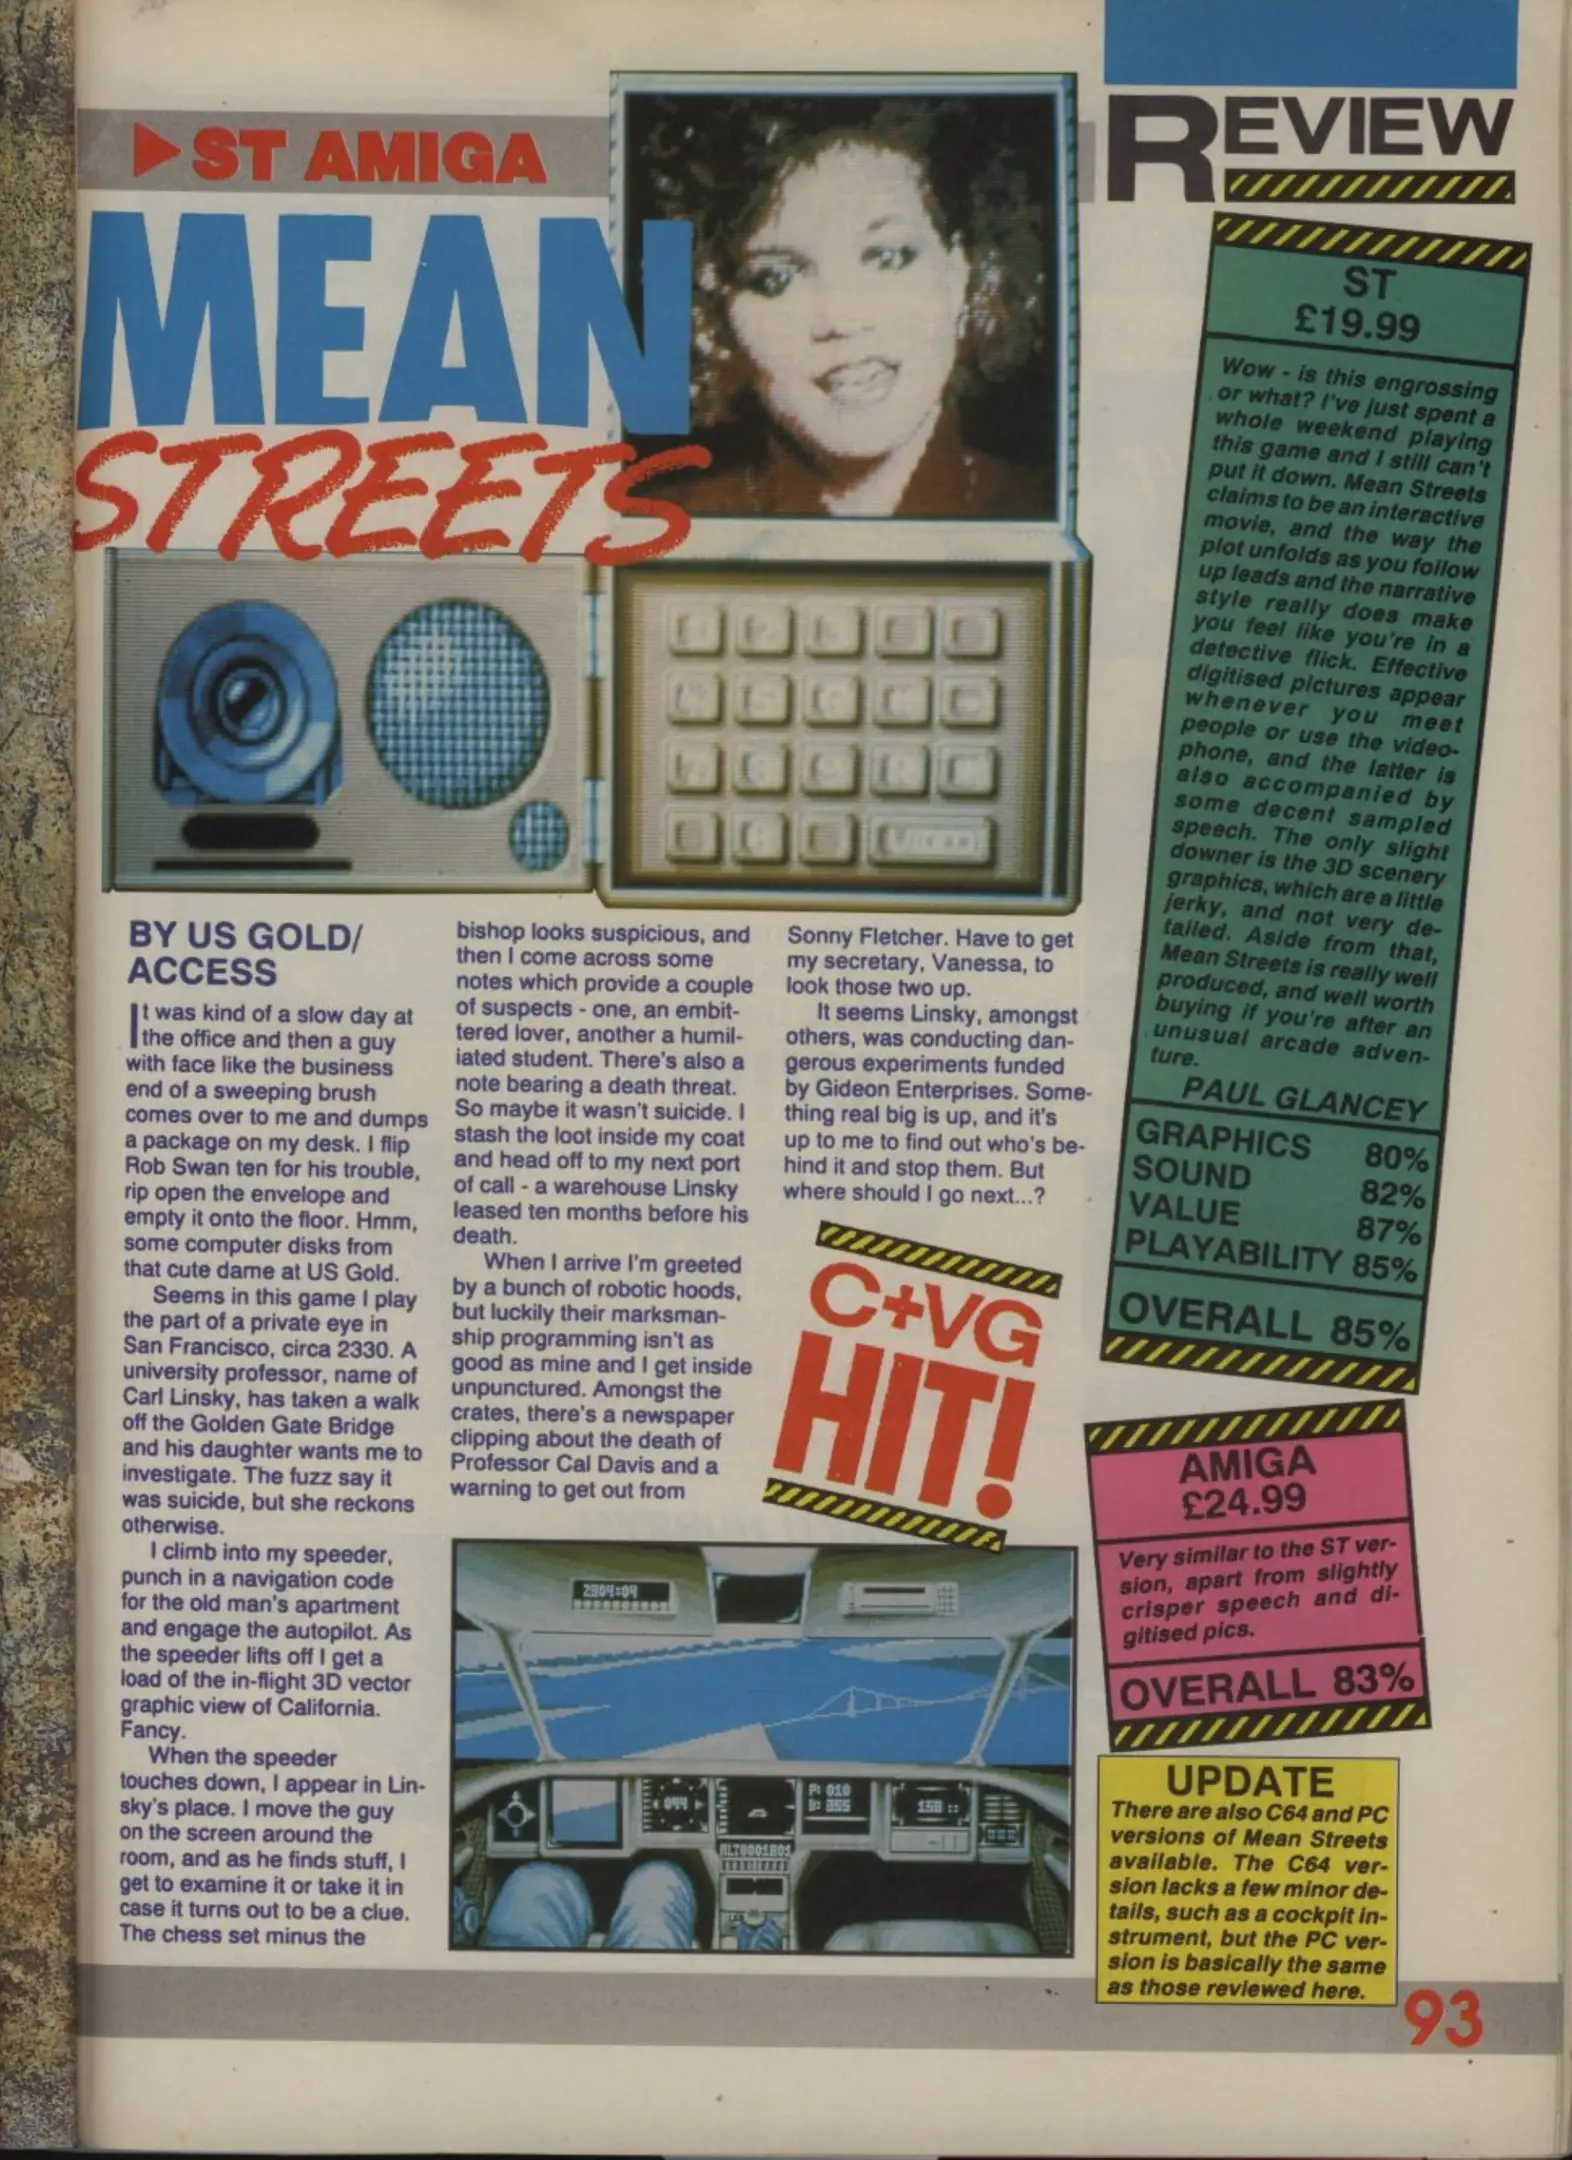 REVIEW
▶ST AMIGA
MEAN
STREETS
BY US GOLD/
ACCESS
It was kind of a slow day at
the office and then a guy
with face like the business
end of a sweeping brush
comes over to me and dumps
a package on my desk. I flip
Rob Swan ten for his trouble,
rip open the envelope and
empty it onto the floor. Hmm,
some computer disks from
that cute dame at US Gold.
Seems in this game I play
the part of a private eye in
San Francisco, circa 2330. A
university professor, name of
Carl Linsky, has taken a walk
off the Golden Gate Bridge
and his daughter wants me to
investigate. The fuzz say it
was suicide, but she reckons
otherwise.
I climb into my speeder,
punch in a navigation code
for the old man's apartment
and engage the autopilot. As
the speeder lifts off I get a
load of the in-flight 3D vector
graphic view of California.
Fancy.
When the speeder
touches down, I appear in Lin-
sky's place. I move the guy
on the screen around the
room, and as he finds stuff, I
get to examine it or take it in
case it turns out to be a clue.
The chess set minus the
bishop looks suspicious, and
then I come across some
notes which provide a couple
of suspects - one, an embit-
tered lover, another a humil-
iated student. There's also a
note bearing a death threat.
So maybe it wasn't suicide. I
stash the loot inside my coat
and head off to my next port
of call - a warehouse Linsky
leased ten months before his
death.
When I arrive I'm greeted
by a bunch of robotic hoods,
but luckily their marksman-
ship programming isn't as
good as mine and I get inside
unpunctured. Amongst the
crates, there's a newspaper
clipping about the death of
Professor Cal Davis and a
warning to get out from
Sonny Fletcher. Have to get
my secretary, Vanessa, to
look those two up.
It seems Linsky, amongst
others, was conducting dan-
gerous experiments funded
by Gideon Enterprises. Some-
thing real big is up, and it's
up to me to find out who's be-
hind it and stop them. But
where should I go next...?
C+VG
HIT!
2904:04
044
P: 010
B: 055
150
ST
£19.99
Wow - is this engrossing
or what? I've just spent a
whole weekend playing
this game and I still can't
put it down. Mean Streets
claims to be an interactive
movie, and the way the
plot unfolds as you follow
up leads and the narrative
style really does make
you feel like you're in a
detective flick. Effective
digitised pictures appear
whenever you meet
people or use the video-
phone, and the latter is
also accompanied by
some decent sampled
speech. The only slight
downer is the 3D scenery
graphics, which are a little
jerky, and not very de-
tailed. Aside from that,
Mean Streets is really well
produced, and well worth
buying if you're after an
unusual arcade adven-
ture.
PAUL GLANCEY
GRAPHICS 80%
SOUND 82%
VALUE 87%
PLAYABILITY 85%
OVERALL 85%
AMIGA
£24.99
Very similar to the ST ver-
sion, apart from slightly
crisper speech and di-
gitised pics.
OVERALL 83%
UPDATE
There are also C64 and PC
versions of Mean Streets
available. The C64 ver-
sion lacks a few minor de-
tails, such as a cockpit in-
strument, but the PC ver-
sion is basically the same
as those reviewed here.
93